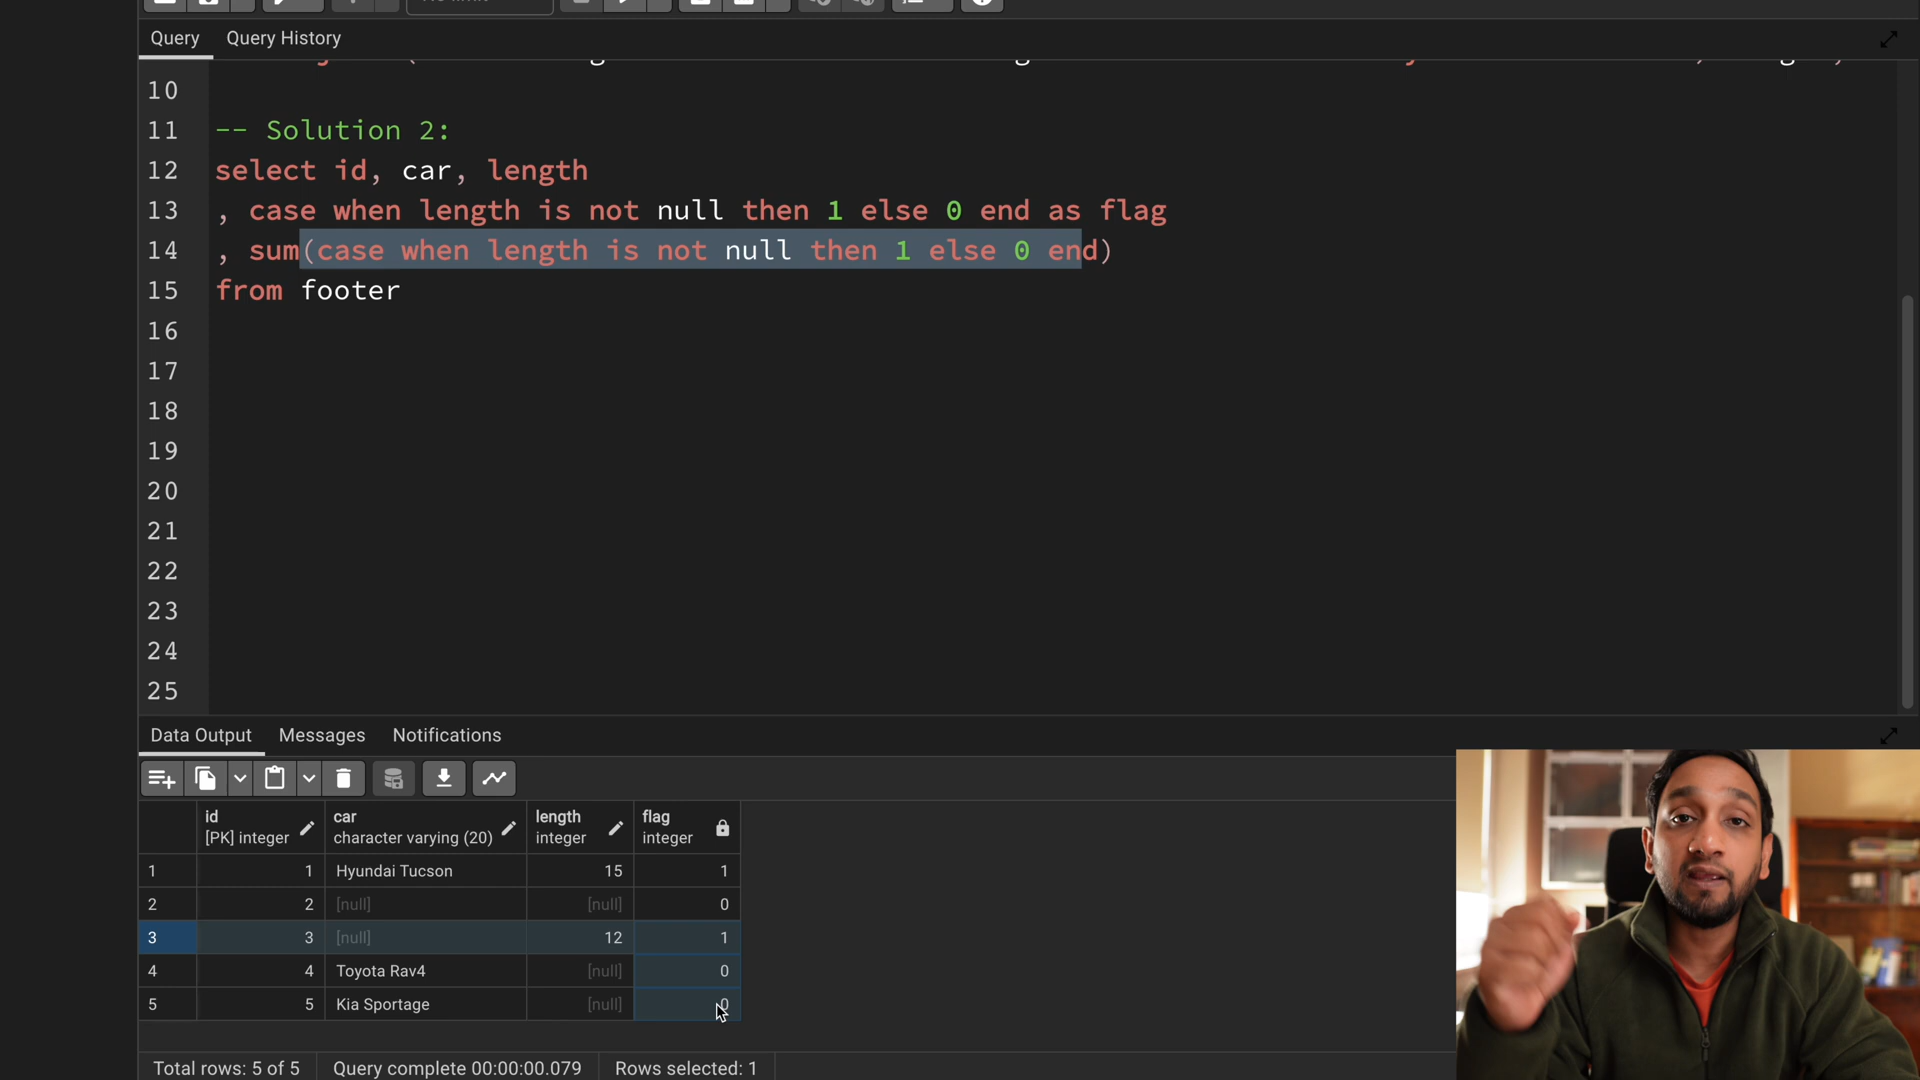 Query Query History
10
11 -- Solution 2:
12 select id, car, length
13 , case when length is not null then 1 else 0 end as flag
14 , sum(case when length is not null then 1 else 0 end)
15 from footer
16
17
18
19
20
21
22
23
24
25
Data Output Messages Notifications
id car length flag
[PK] integer character varying (20) integer integer
1 1 Hyundai Tucson 15 1
2 2 [null] [null] 0
3 3 [null] 12 1
4 4 Toyota Rav4 [null] 0
5 5 Kia Sportage [null] 0
Total rows: 5 of 5 Query complete 00:00:00.079 Rows selected: 1